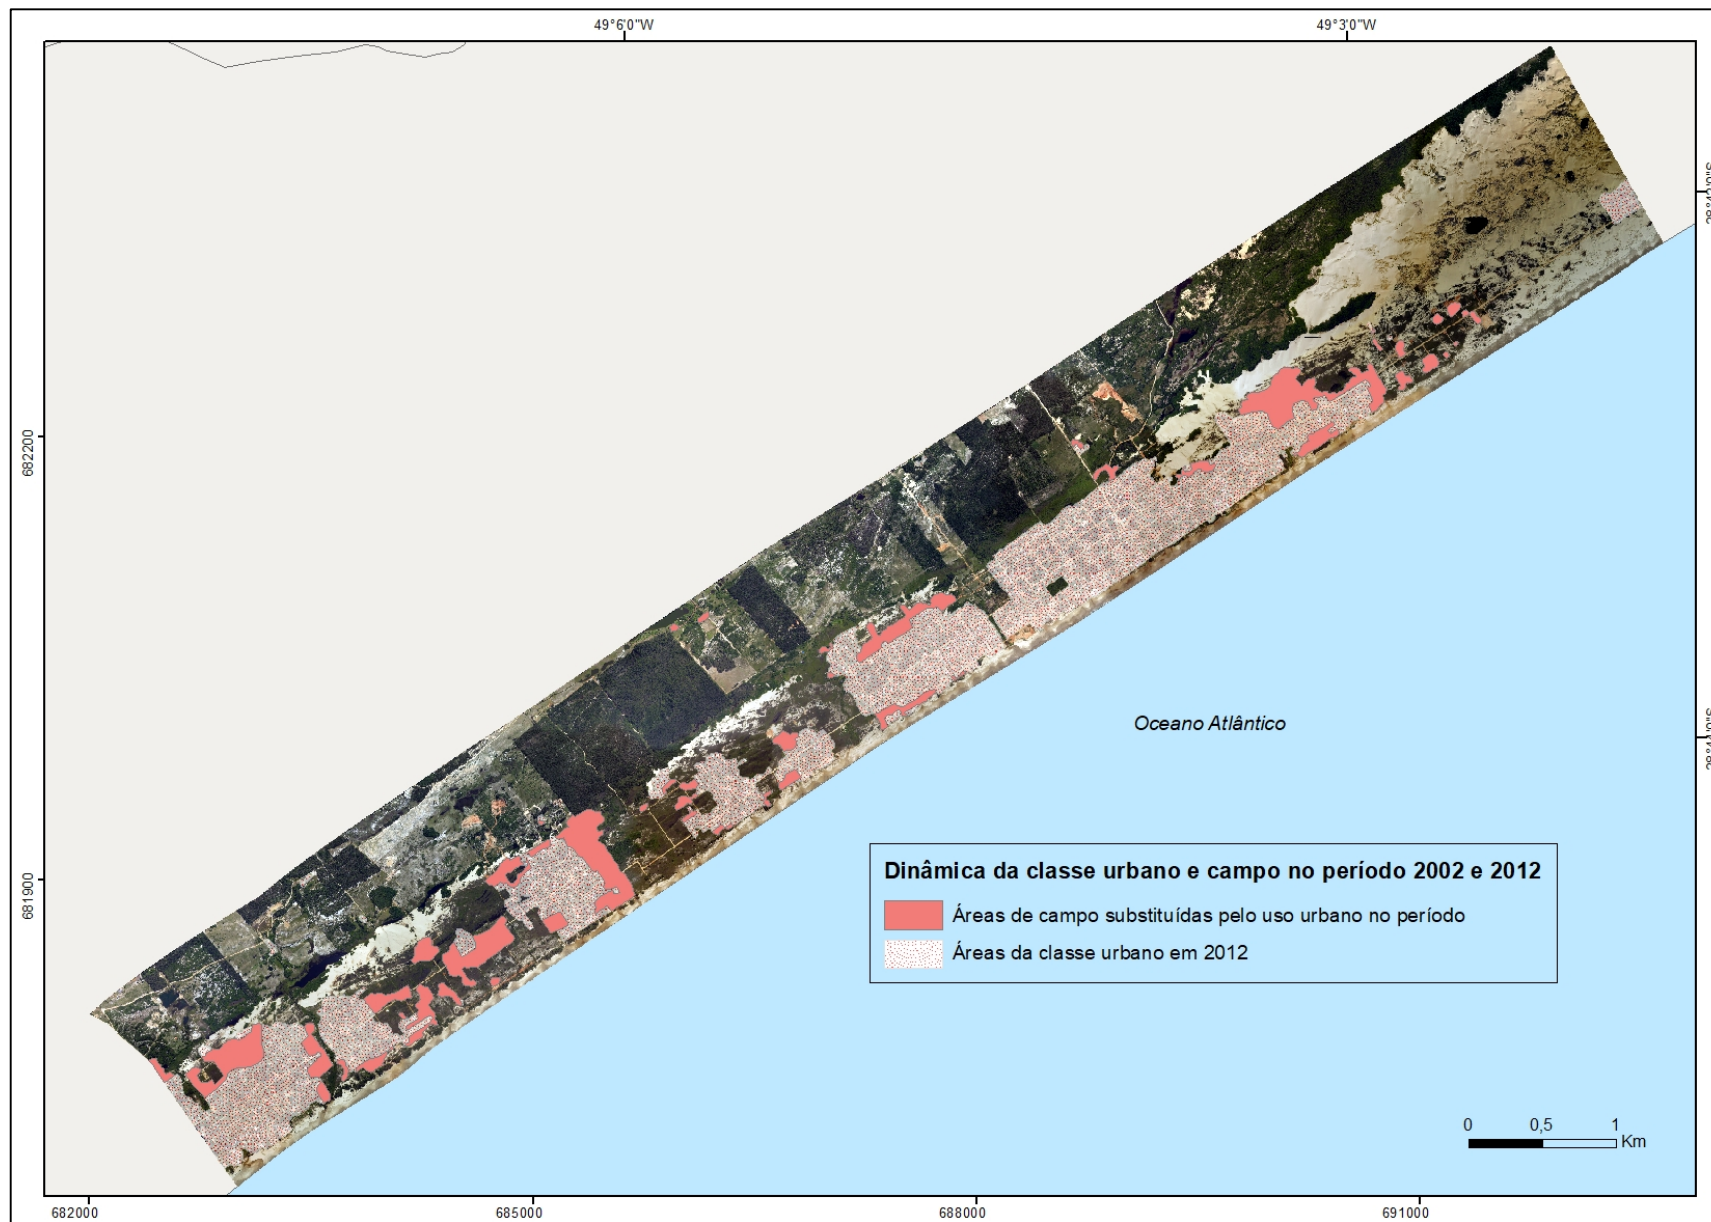 49°6'0"W
49°3'0"W
682200
Oceano Atlântico
Dinâmica da classe urbano e campo no período 2002 e 2012
Áreas de campo substituídas pelo uso urbano no período
Áreas da classe urbano em 2012
681900
0 0,5 1
Km
682000 685000 688000 691000